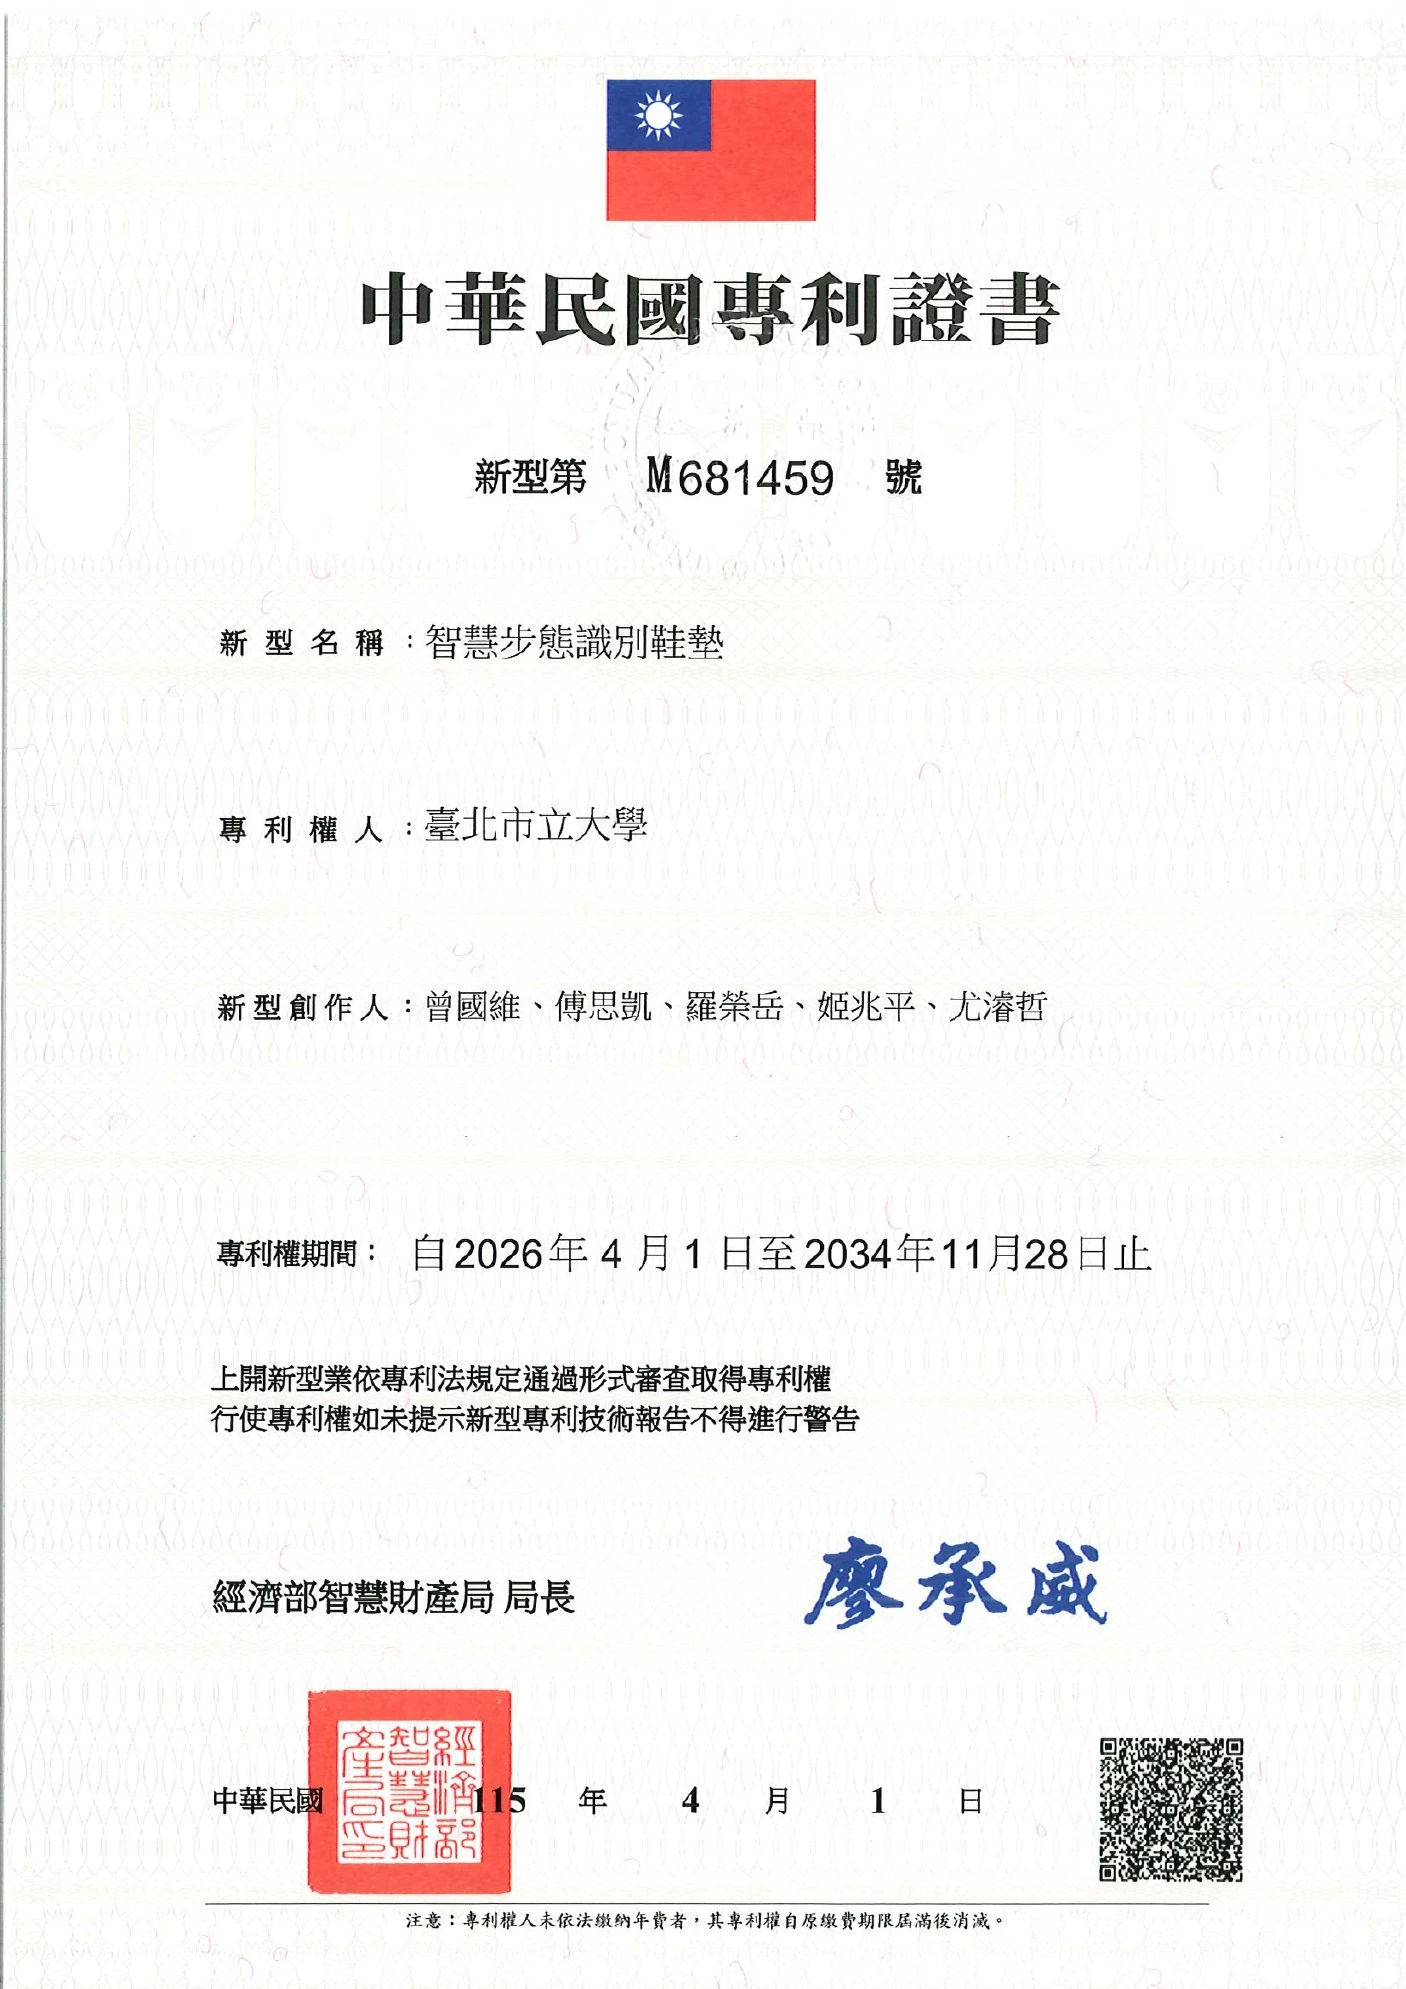 中華民國專利證書
新型第 M681459 號
新型名稱：智慧步態識別鞋墊
專利權人：臺北市立大學
新型創作人：曾國維、傅思凱、羅榮岳、姬兆平、尤濬哲
專利權期間： 自2026年 4 月 1 日至2034年11月28日止
上開新型業依專利法規定通過形式審查取得專利權
行使專利權如未提示新型專利技術報告不得進行警告
經濟部智慧財產局 局長 廖承威
經濟部智慧財產局印
中華民國 115 年 4 月 1 日
注意：專利權人未依法繳納年費者，其專利權自原繳費期限屆滿後消滅。